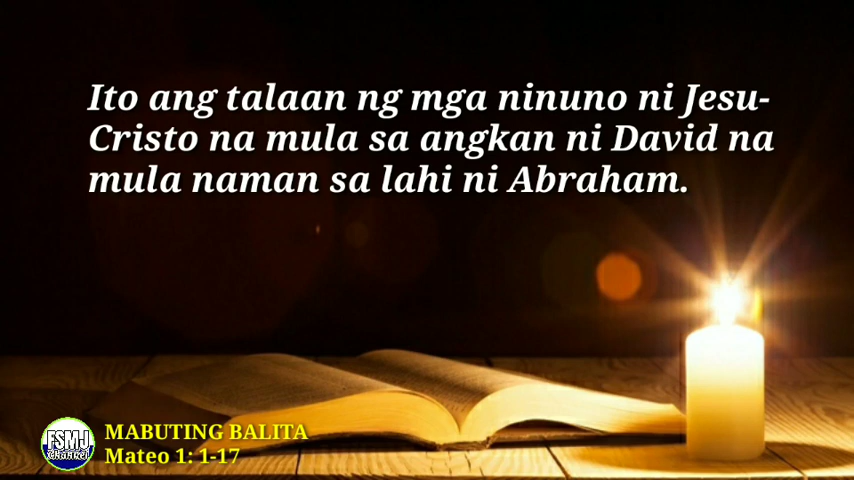 Ito ang talaan ng mga ninuno ni Jesu-
Cristo na mula sa angkan ni David na
mula naman sa lahi ni Abraham.
MABUTING BALITA
Mateo 1: 1-17
FSMJ
Channel